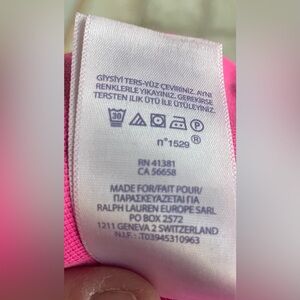 GİYSİYİ TERS-YÜZ ÇEVİRİNİZ. AYNI
RENKLERLE YIKAYINIZ. GEREKİRSE
TERSTEN ILIK ÜTÜ İLE ÜTÜLEYİNİZ.
30 P
n°1529
RN 41381
CA 56658
MADE FOR/FAIT POUR/
ΠΑΡΑΣΚΕΥΑΖΕΤΑΙ ΓΙΑ
RALPH LAUREN EUROPE SARL
PO BOX 2572
1211 GENEVA 2 SWITZERLAND
N.I.F.: .T03945310963